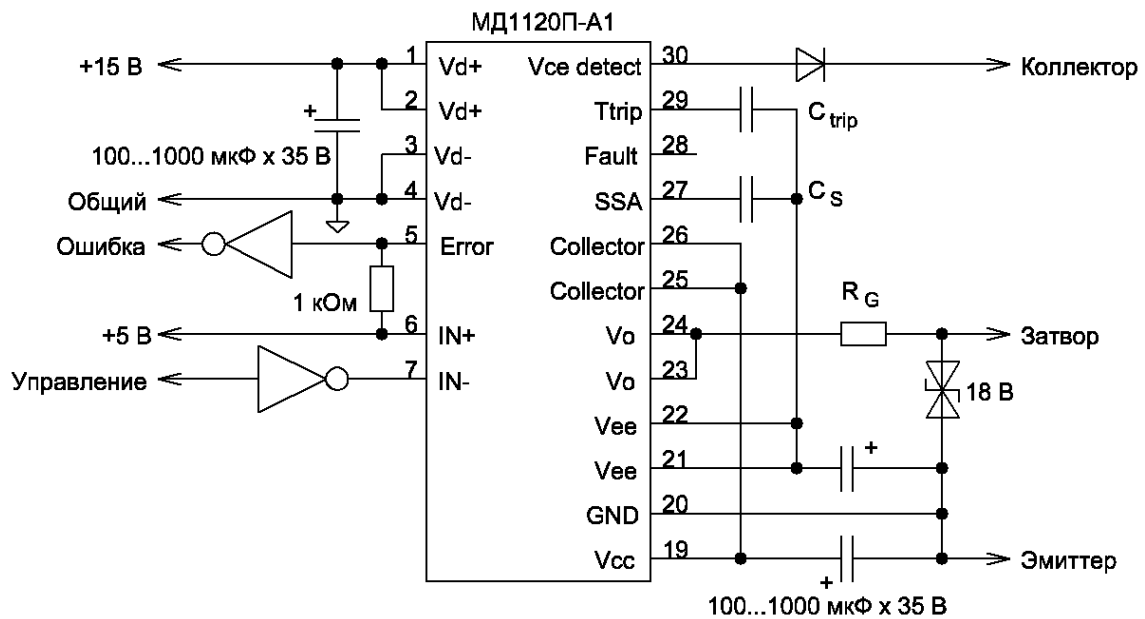 МД1120П-А1
+15 В
1 Vd+
Vce detect 30
Коллектор
2 Vd+
Ttrip 29
C trip
+
100...1000 мкФ х 35 В
3 Vd-
Fault 28
Общий
4 Vd-
SSA 27
C S
Ошибка
5 Error
Collector 26
1 кОм
Collector 25
R G
+5 В
6 IN+
Vo 24
Затвор
Управление
7 IN-
Vo 23
18 В
Vee 22
Vee 21
+
GND 20
Vcc 19
Эмиттер
+
100...1000 мкФ х 35 В